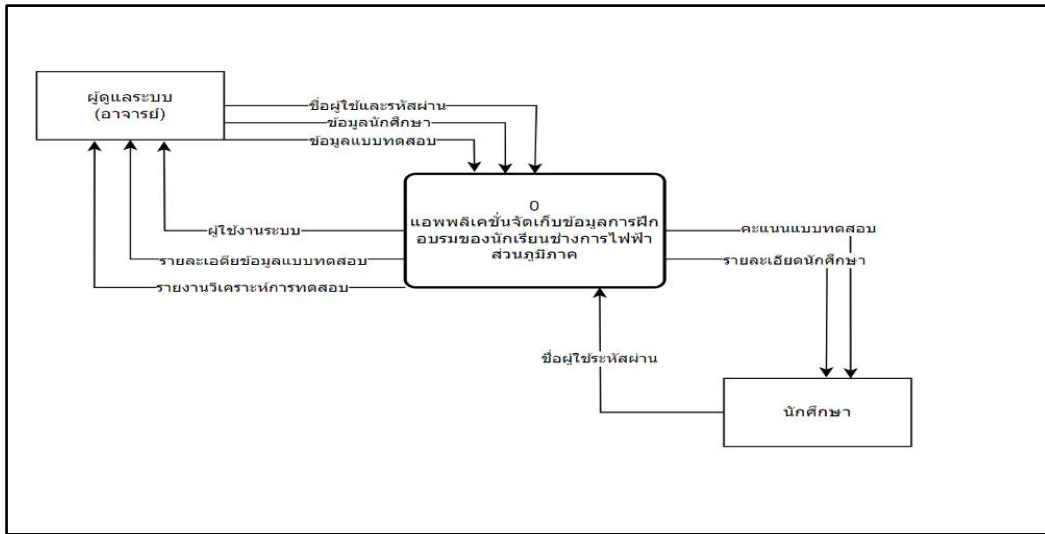 ผู้ดูแลระบบ
(อาจารย์)
ชื่อผู้ใช้และรหัสผ่าน
ข้อมูลนักศึกษา
ข้อมูลแบบทดสอบ
0
แอพพลิเคชั่นจัดเก็บข้อมูลการฝึก
อบรมของนักเรียนช่างการไฟฟ้า
ส่วนภูมิภาค
ผู้ใช้งานระบบ
รายละเอดียข้อมูลแบบทดสอบ
รายงานวิเคราะห์การทดสอบ
คะแนนแบบทดสอบ
รายละเอียดนักศึกษา
ชื่อผู้ใช้ระหัสผ่าน
นักศึกษา